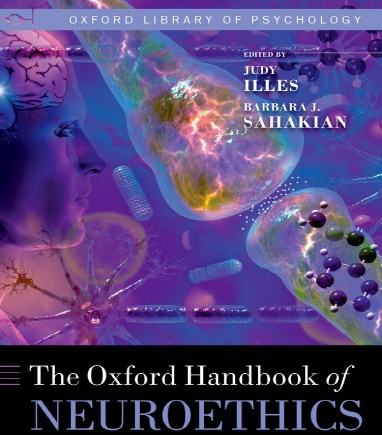 OXFORD LIBRARY OF PSYCHOLOGY
EDITED BY
JUDY
ILLES
BARBARA J.
SAHAKIAN
The Oxford Handbook of
NEUROETHICS